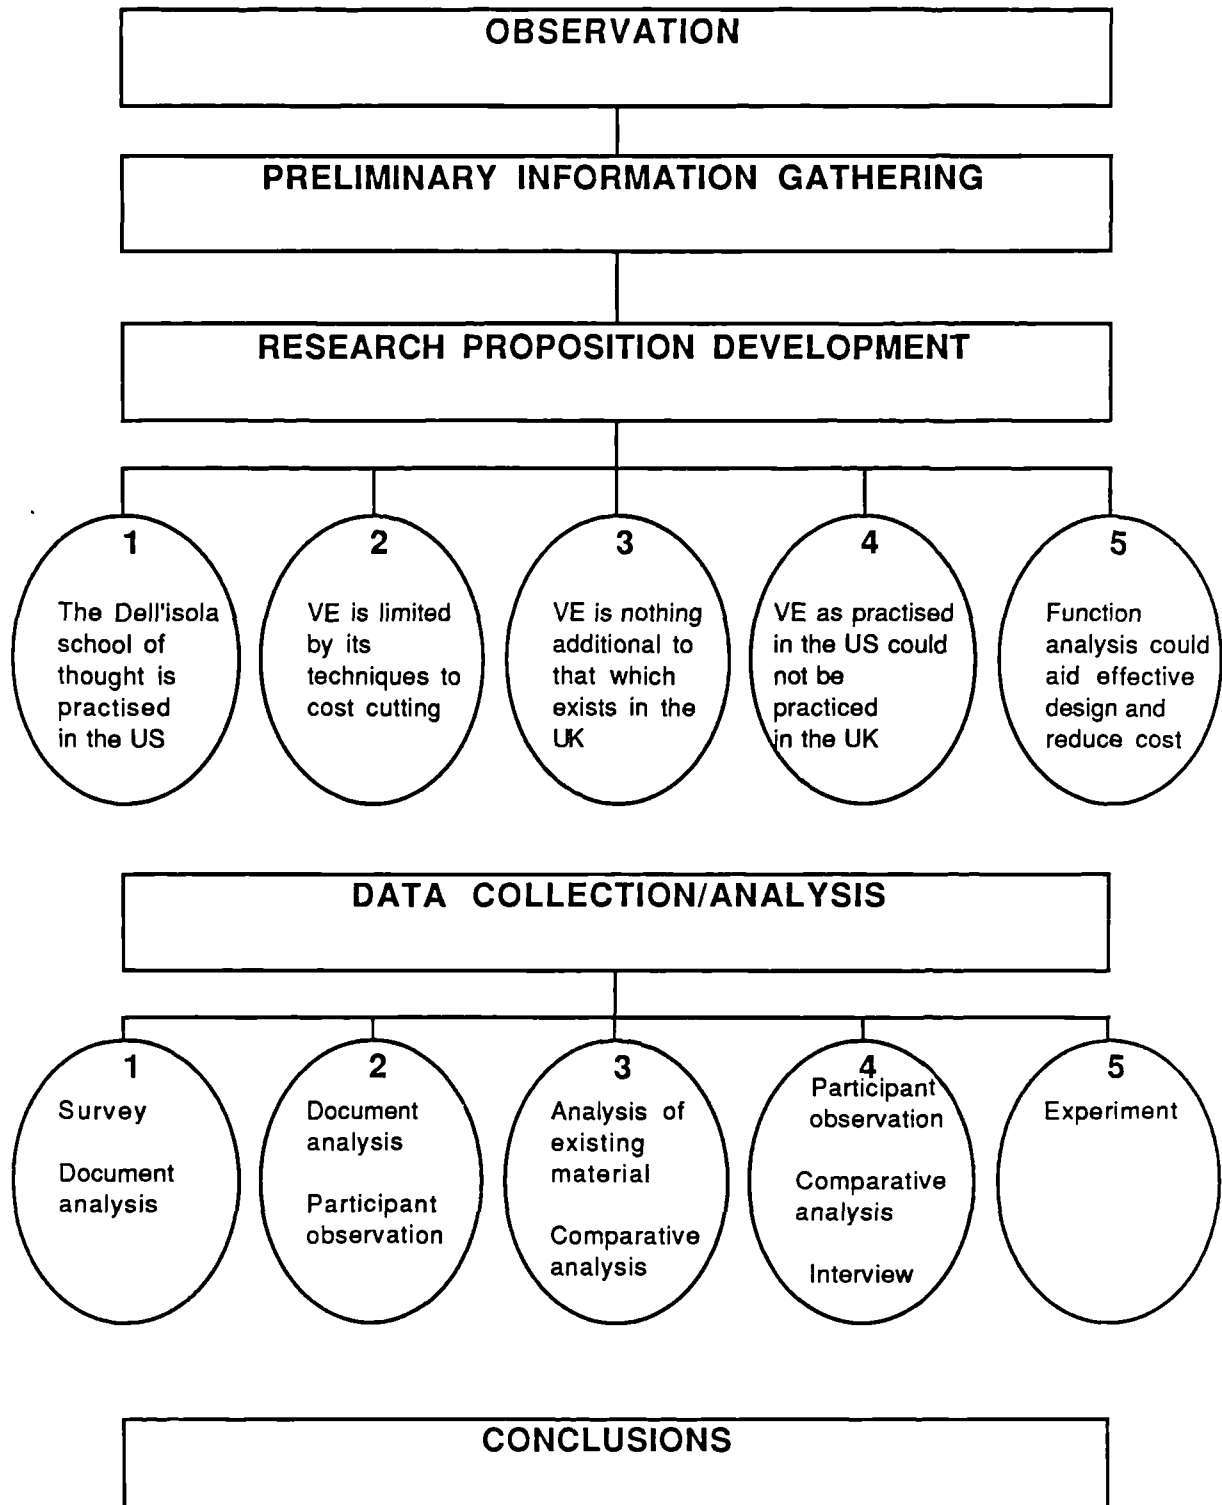 OBSERVATION
PRELIMINARY INFORMATION GATHERING
RESEARCH PROPOSITION DEVELOPMENT
1
The Dell'isola
school of
thought is
practised
in the US
2
VE is limited
by its
techniques to
cost cutting
3
VE is nothing
additional to
that which
exists in the
UK
4
VE as practised
in the US could
not be
practiced
in the UK
5
Function
analysis could
aid effective
design and
reduce cost
DATA COLLECTION/ANALYSIS
1
Survey
Document
analysis
2
Document
analysis
Participant
observation
3
Analysis of
existing
material
Comparative
analysis
4
Participant
observation
Comparative
analysis
Interview
5
Experiment
CONCLUSIONS